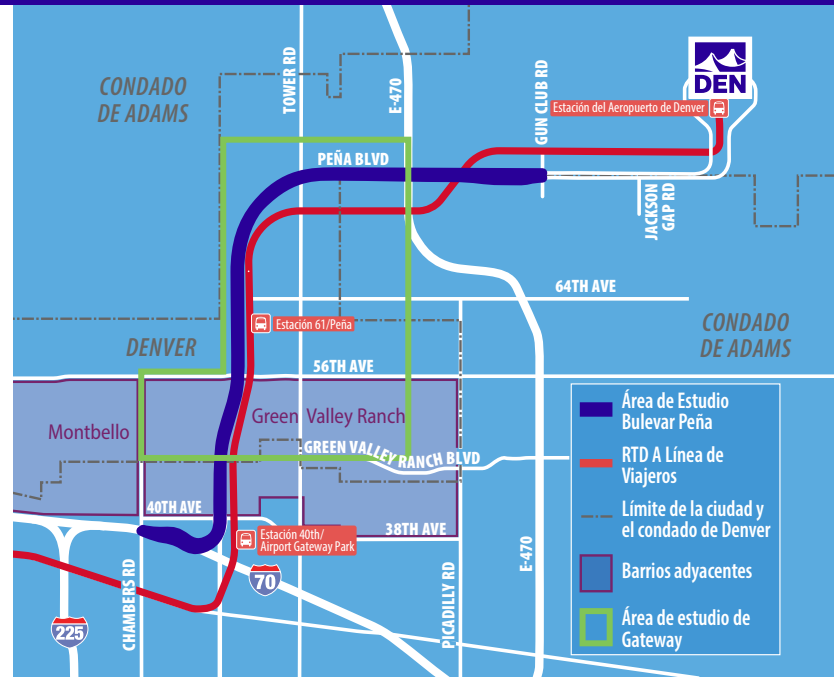 CONDADO
DE ADAMS
TOWER RD
E-470
GUN CLUB RD
DEN
Estación del Aeropuerto de Denver
PEÑA BLVD
JACKSON
GAP RD
64TH AVE
Estación 61/Peña
CONDADO
DE ADAMS
DENVER
56TH AVE
Montbello
Green Valley Ranch
GREEN VALLEY RANCH BLVD
40TH AVE
38TH AVE
Estación 40th/
Airport Gateway Park
CHAMBERS RD
70
225
PICADILLY RD
E-470
Área de Estudio
Bulevar Peña
RTD A Línea de
Viajeros
Límite de la ciudad y
el condado de Denver
Barrios adyacentes
Área de estudio de
Gateway